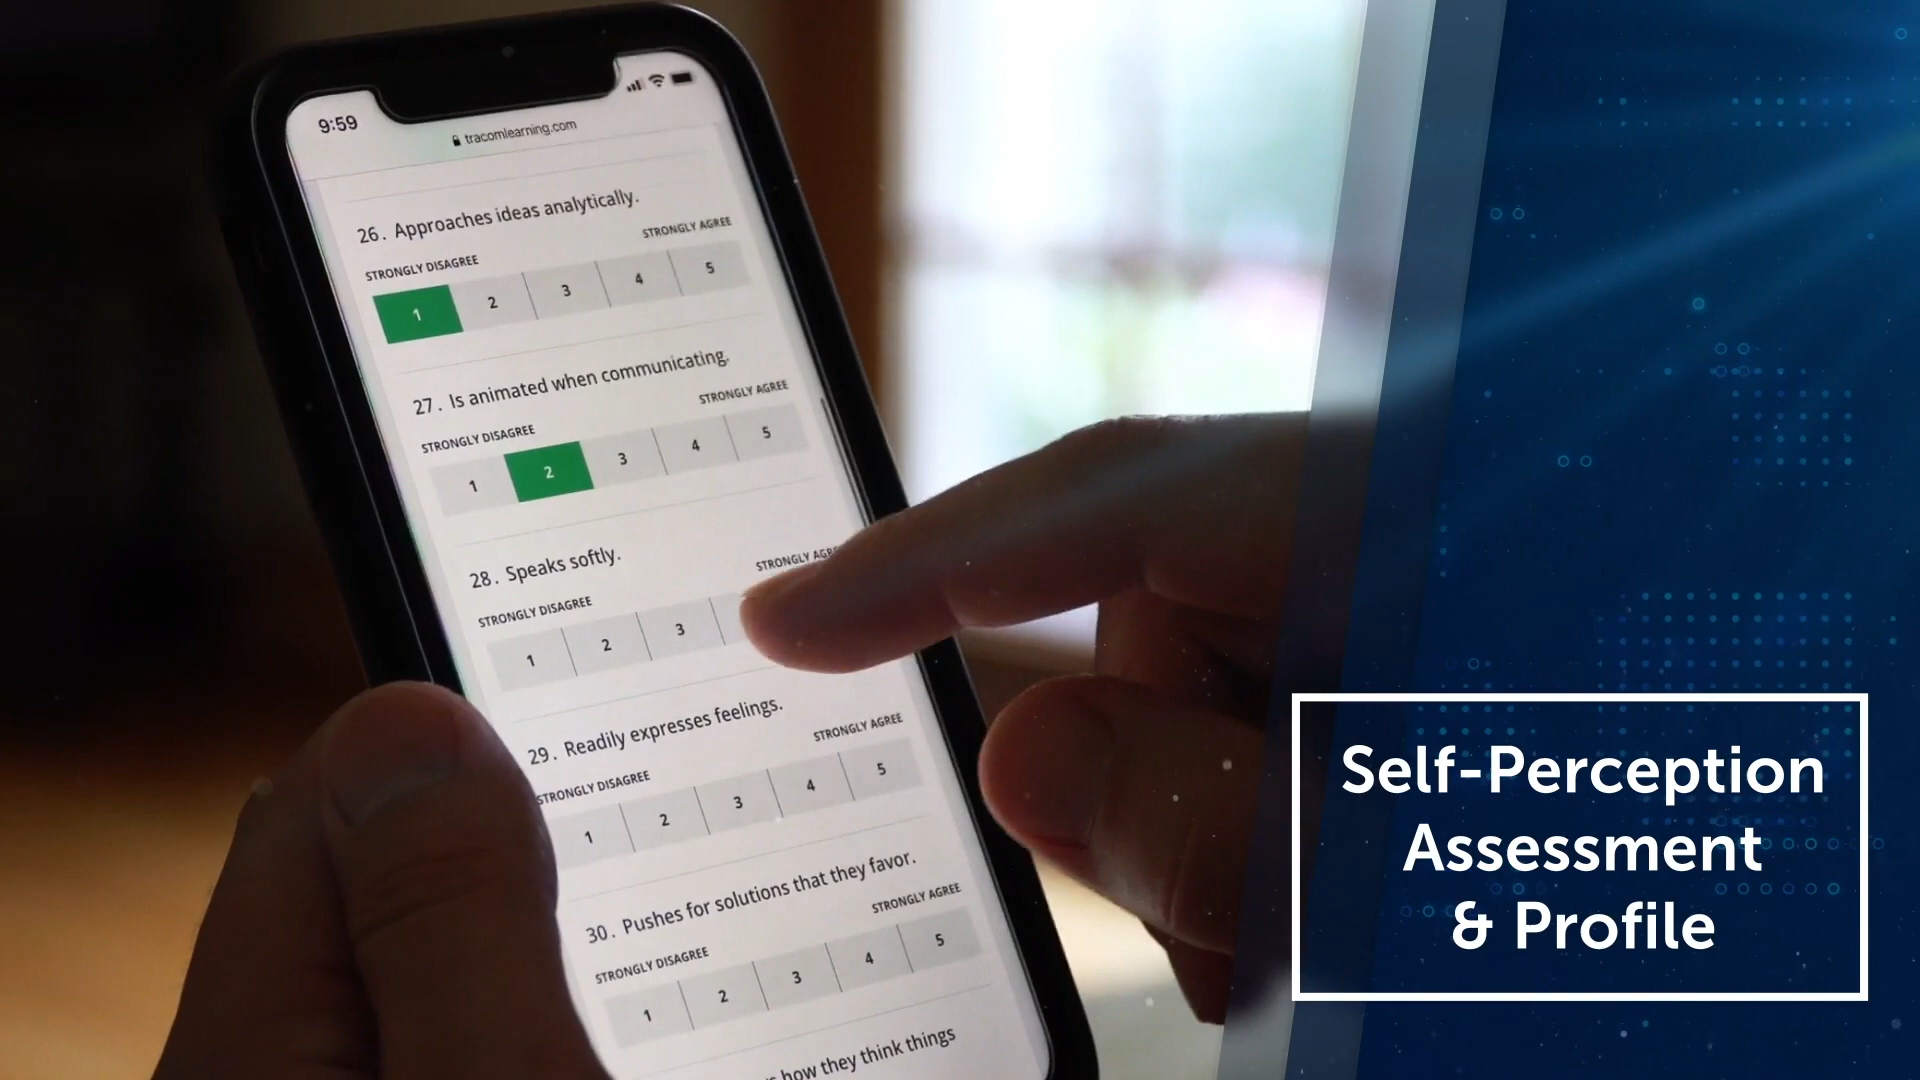 9:59
tracomlearning.com
26. Approaches ideas analytically.
STRONGLY DISAGREE STRONGLY AGREE
1 2 3 4 5
27. Is animated when communicating.
STRONGLY DISAGREE STRONGLY AGREE
1 2 3 4 5
28. Speaks softly.
STRONGLY DISAGREE STRONGLY
1 2 3
29. Readily expresses feelings.
STRONGLY DISAGREE STRONGLY AGREE
1 2 3 4 5
30. Pushes for solutions that they favor.
STRONGLY DISAGREE STRONGLY AGREE
1 2 3 4 5
how they think things
Self-Perception
Assessment
& Profile